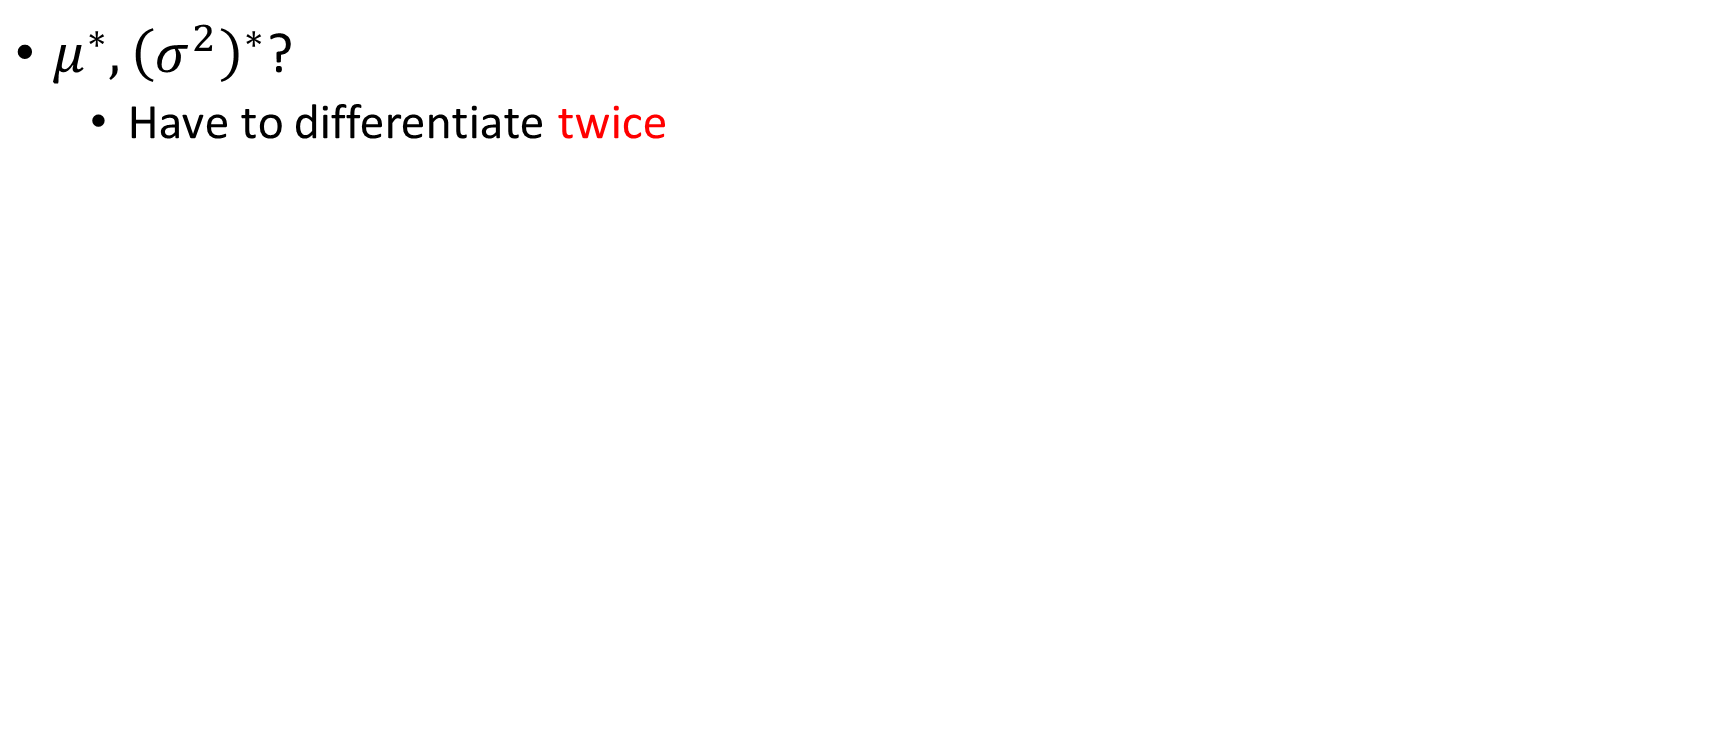 • μ*, (σ²)*?
• Have to differentiate twice